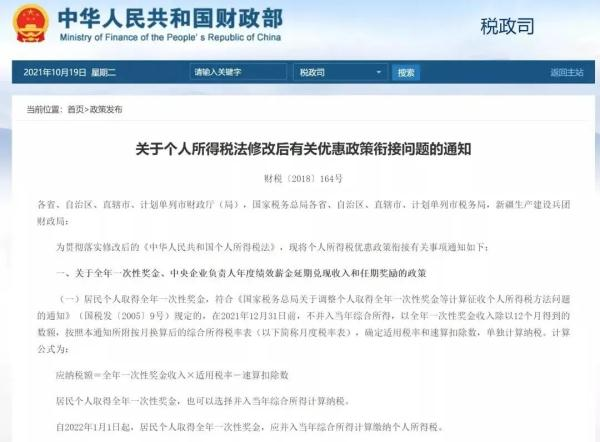 中华人民共和国财政部
Ministry of Finance of the People's Republic of China
税政司
2021年10月19日 星期二
请输入关键字
税政司
搜索
返回主站
当前位置：首页>政策发布
关于个人所得税法修改后有关优惠政策衔接问题的通知
财税〔2018〕164号
各省、自治区、直辖市、计划单列市财政厅（局），国家税务总局各省、自治区、直辖市、计划单列市税务局，新疆生产建设兵团
财政局：
为贯彻落实修改后的《中华人民共和国个人所得税法》，现将个人所得税优惠政策衔接有关事项通知如下：
一、关于全年一次性奖金、中央企业负责人年度绩效薪金延期兑现收入和任期奖励的政策
（一）居民个人取得全年一次性奖金，符合《国家税务总局关于调整个人取得全年一次性奖金等计算征收个人所得税方法问题
的通知》（国税发〔2005〕9号）规定的，在2021年12月31日前，不并入当年综合所得，以全年一次性奖金收入除以12个月得到的
数额，按照本通知所附按月换算后的综合所得税率表（以下简称月度税率表），确定适用税率和速算扣除数，单独计算纳税。计算
公式为：
应纳税额＝全年一次性奖金收入×适用税率－速算扣除数
居民个人取得全年一次性奖金，也可以选择并入当年综合所得计算纳税。
自2022年1月1日起，居民个人取得全年一次性奖金，应并入当年综合所得计算缴纳个人所得税。